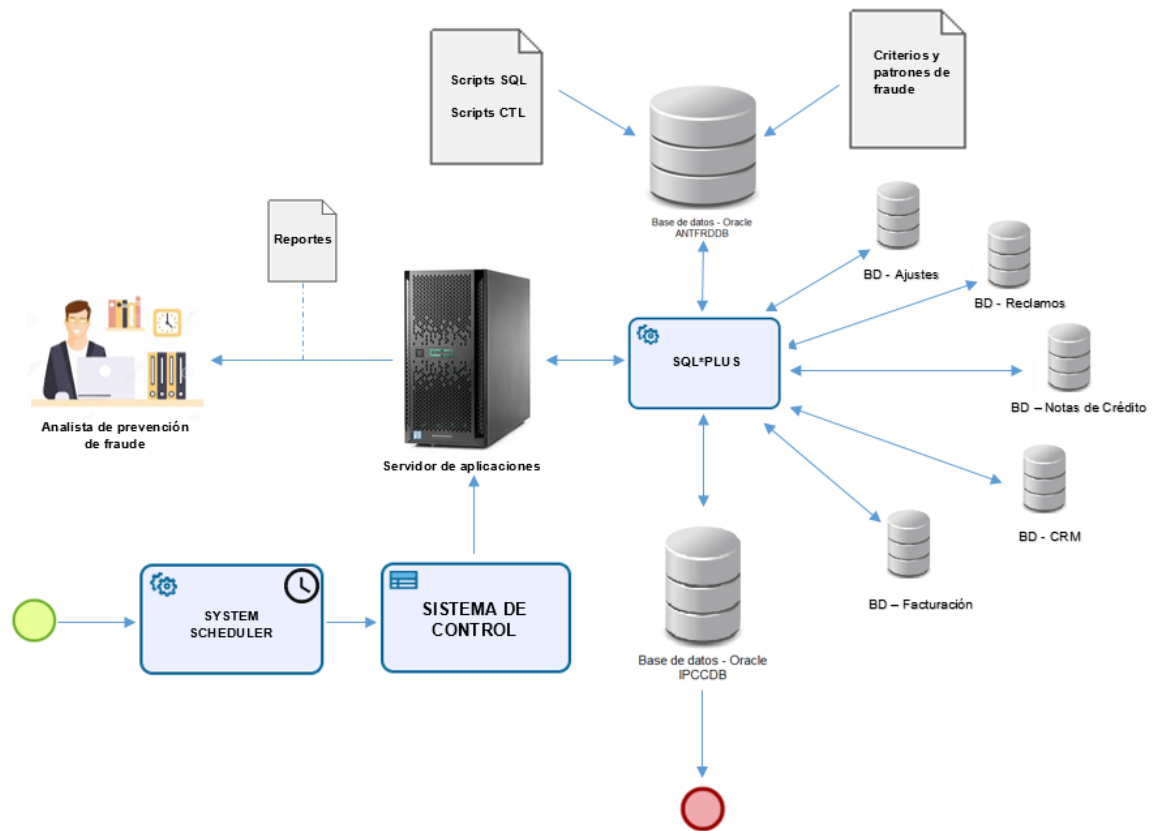 Scripts SQL
Scripts CTL
Criterios y
patrones de
fraude
Base de datos - Oracle
ANTFRDDB
Reportes
BD - Ajustes
BD - Reclamos
SQL*PLUS
BD – Notas de Crédito
Analista de prevención
de fraude
Servidor de aplicaciones
BD - CRM
BD – Facturación
SYSTEM
SCHEDULER
SISTEMA DE
CONTROL
Base de datos - Oracle
IPCCDB